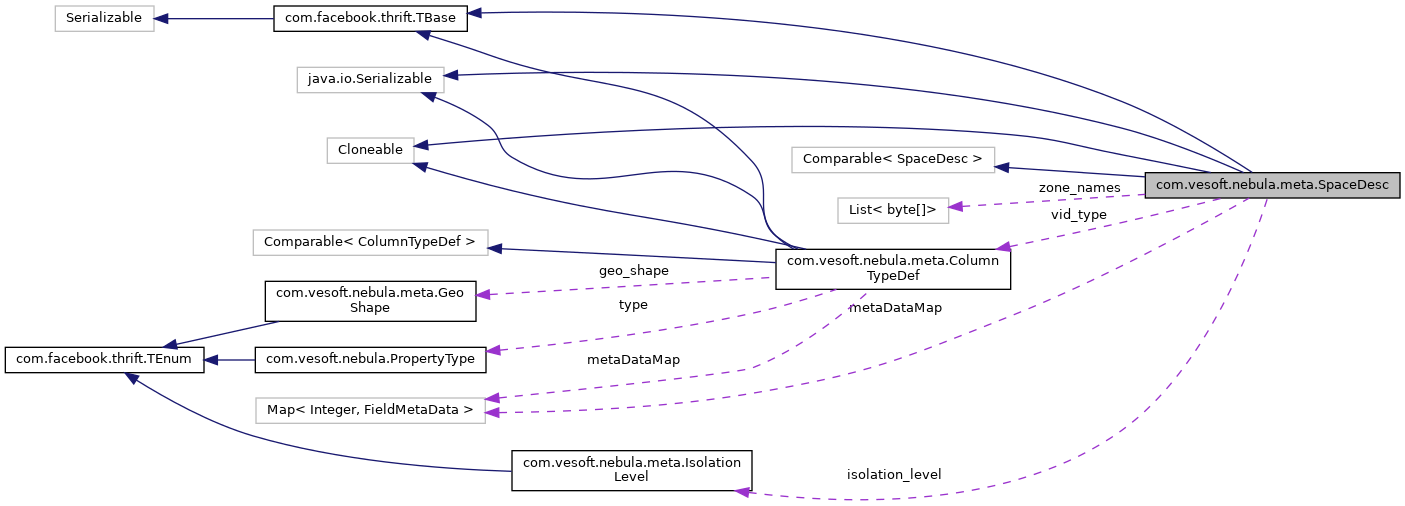 Serializable
com.facebook.thrift.TBase
java.io.Serializable
Cloneable
Comparable< SpaceDesc >
com.vesoft.nebula.meta.SpaceDesc
zone_names
List< byte[]>
vid_type
Comparable< ColumnTypeDef >
com.vesoft.nebula.meta.Column
TypeDef
geo_shape
com.vesoft.nebula.meta.Geo
Shape
type
metaDataMap
com.facebook.thrift.TEnum
com.vesoft.nebula.PropertyType
metaDataMap
Map< Integer, FieldMetaData >
com.vesoft.nebula.meta.Isolation
Level
isolation_level